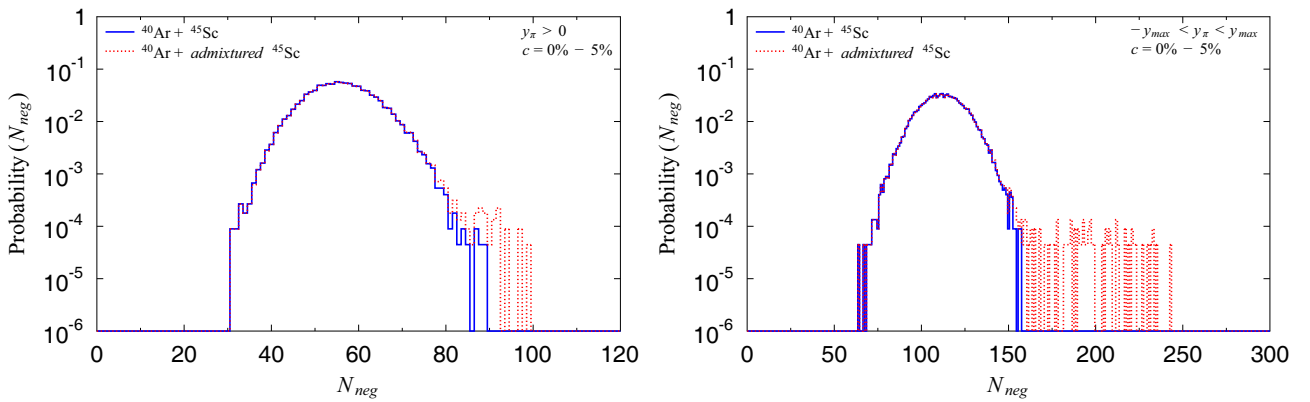 1
10⁻¹
10⁻²
10⁻³
10⁻⁴
10⁻⁵
10⁻⁶
Probability (N_neg)
⁴⁰Ar + ⁴⁵Sc
⁴⁰Ar + admixtured ⁴⁵Sc
y_π > 0
c = 0% − 5%
0 20 40 60 80 100 120
N_neg
1
10⁻¹
10⁻²
10⁻³
10⁻⁴
10⁻⁵
10⁻⁶
Probability (N_neg)
⁴⁰Ar + ⁴⁵Sc
⁴⁰Ar + admixtured ⁴⁵Sc
− y_max < y_π < y_max
c = 0% − 5%
0 50 100 150 200 250 300
N_neg